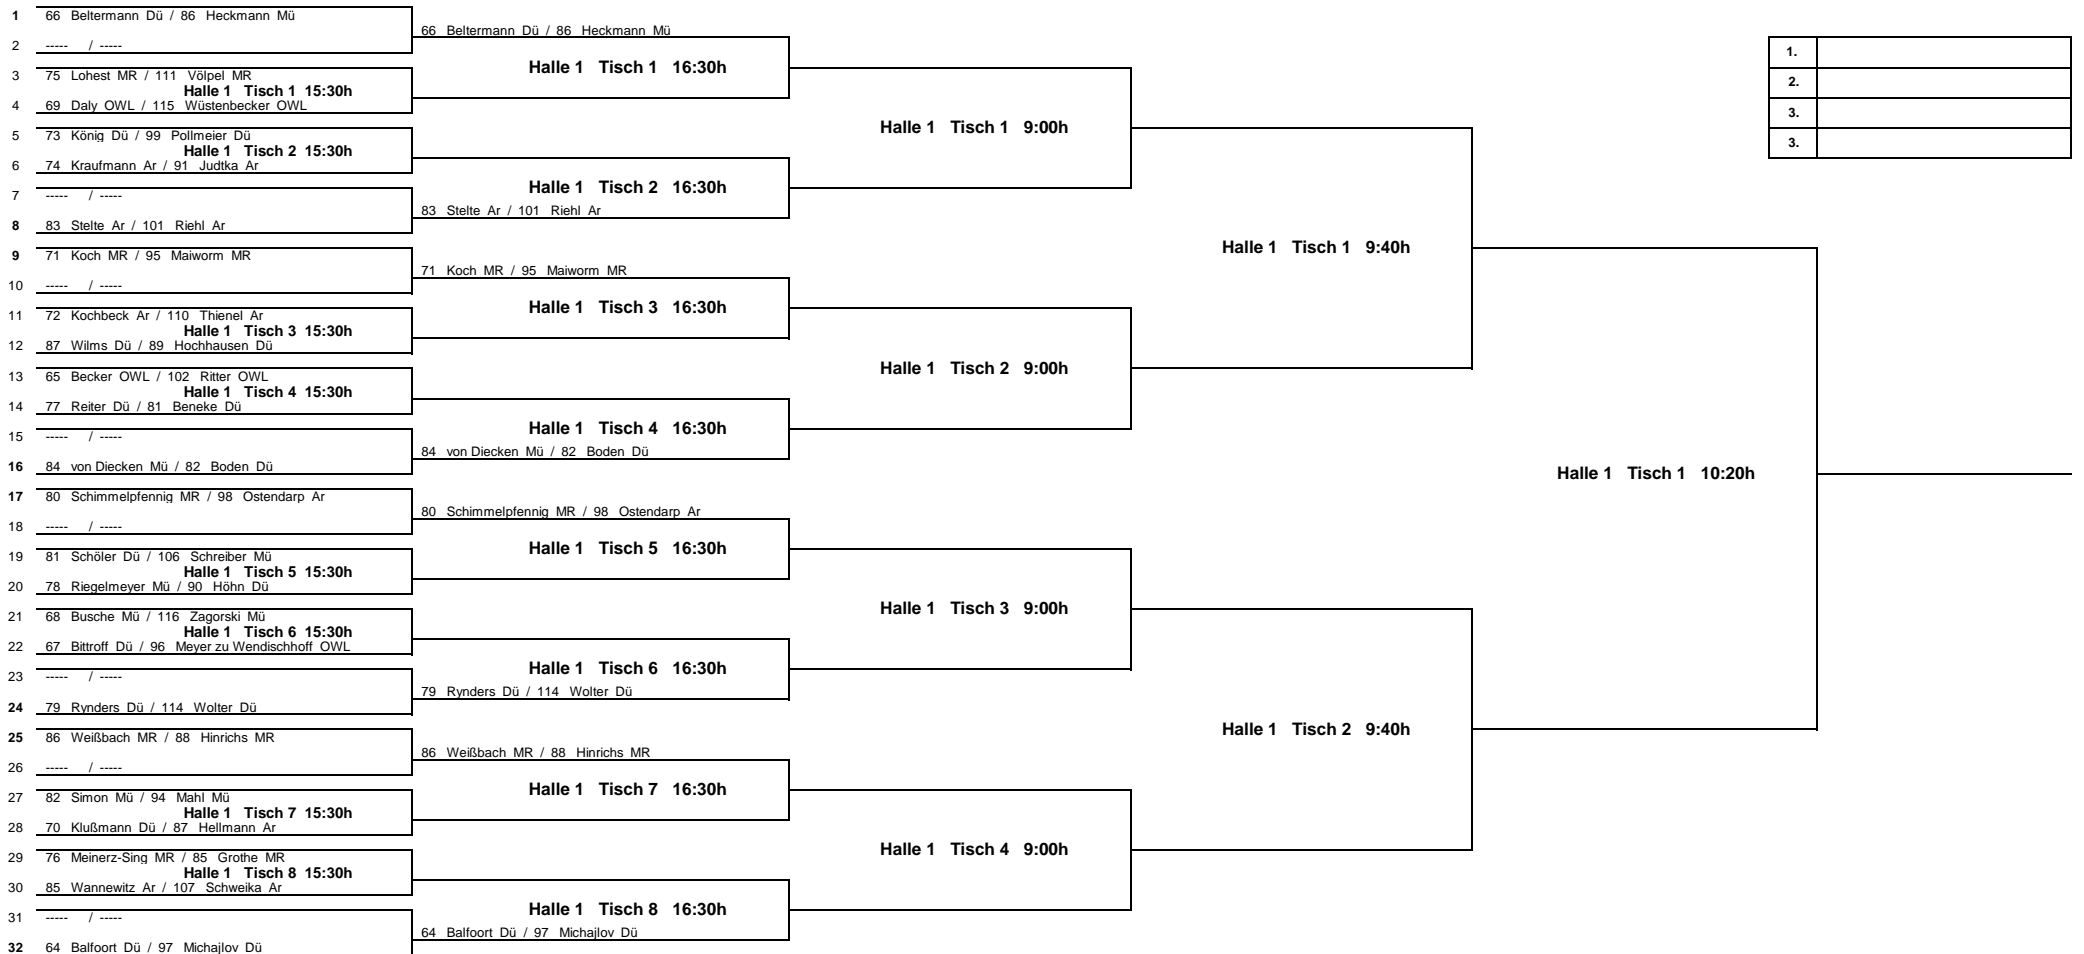 1 66 Beltermann Dü / 86 Heckmann Mü
66 Beltermann Dü / 86 Heckmann Mü
2 ----- / -----
1.
Halle 1 Tisch 1 16:30h
3 75 Lohest MR / 111 Völpel MR
2.
Halle 1 Tisch 1 15:30h
4 69 Daly OWL / 115 Wüstenbecker OWL
3.
Halle 1 Tisch 1 9:00h
5 73 König Dü / 99 Pollmeier Dü
3.
Halle 1 Tisch 2 15:30h
6 74 Kraufmann Ar / 91 Judtka Ar
Halle 1 Tisch 2 16:30h
7 ----- / -----
83 Stelte Ar / 101 Riehl Ar
8 83 Stelte Ar / 101 Riehl Ar
Halle 1 Tisch 1 9:40h
9 71 Koch MR / 95 Maiworm MR
71 Koch MR / 95 Maiworm MR
10 ----- / -----
Halle 1 Tisch 3 16:30h
11 72 Kochbeck Ar / 110 Thienel Ar
Halle 1 Tisch 3 15:30h
12 87 Wilms Dü / 89 Hochhausen Dü
Halle 1 Tisch 2 9:00h
13 65 Becker OWL / 102 Ritter OWL
Halle 1 Tisch 4 15:30h
14 77 Reiter Dü / 81 Beneke Dü
Halle 1 Tisch 4 16:30h
15 ----- / -----
84 von Diecken Mü / 82 Boden Dü
16 84 von Diecken Mü / 82 Boden Dü
Halle 1 Tisch 1 10:20h
17 80 Schimmelpfennig MR / 98 Ostendarp Ar
80 Schimmelpfennig MR / 98 Ostendarp Ar
18 ----- / -----
Halle 1 Tisch 5 16:30h
19 81 Schöler Dü / 106 Schreiber Mü
Halle 1 Tisch 5 15:30h
20 78 Riegelmeyer Mü / 90 Höhn Dü
Halle 1 Tisch 3 9:00h
21 68 Busche Mü / 116 Zagorski Mü
Halle 1 Tisch 6 15:30h
22 67 Bittroff Dü / 96 Meyer zu Wendischhoff OWL
Halle 1 Tisch 6 16:30h
23 ----- / -----
79 Rynders Dü / 114 Wolter Dü
24 79 Rynders Dü / 114 Wolter Dü
Halle 1 Tisch 2 9:40h
25 86 Weißbach MR / 88 Hinrichs MR
86 Weißbach MR / 88 Hinrichs MR
26 ----- / -----
Halle 1 Tisch 7 16:30h
27 82 Simon Mü / 94 Mahl Mü
Halle 1 Tisch 7 15:30h
28 70 Klußmann Dü / 87 Hellmann Ar
Halle 1 Tisch 4 9:00h
29 76 Meinerz-Sing MR / 85 Grothe MR
Halle 1 Tisch 8 15:30h
30 85 Wannewitz Ar / 107 Schweika Ar
Halle 1 Tisch 8 16:30h
31 ----- / -----
64 Balfoort Dü / 97 Michajlov Dü
32 64 Balfoort Dü / 97 Michajlov Dü